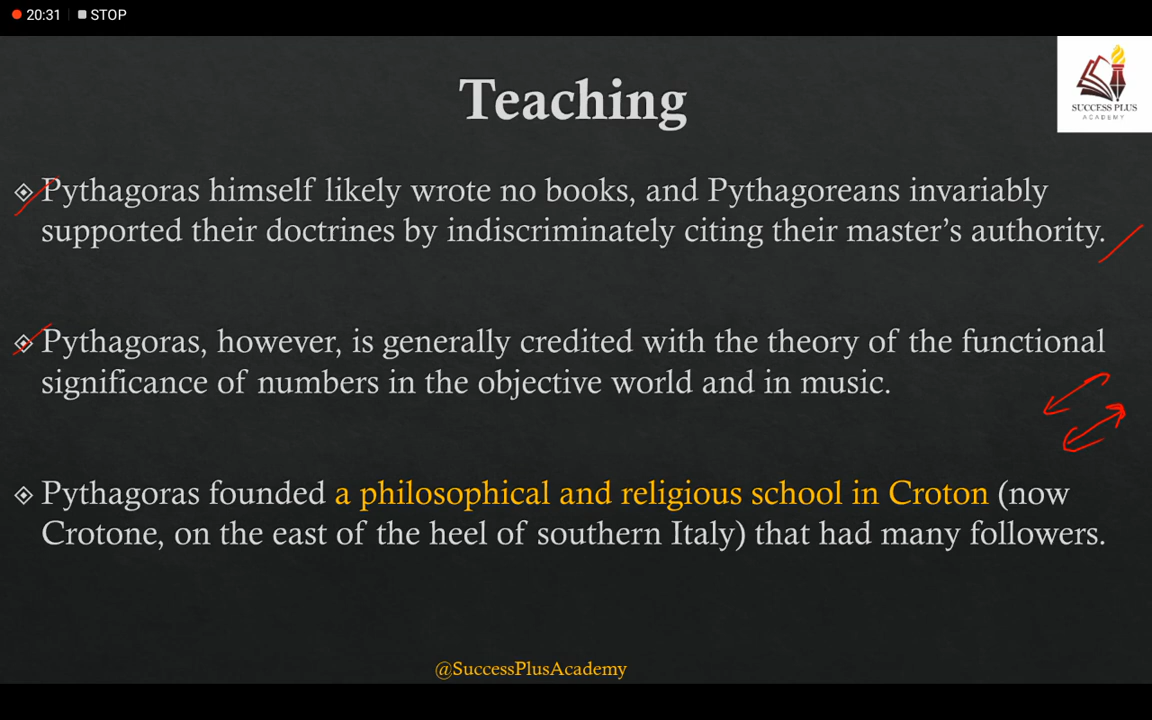 20:31 STOP
SUCCESS PLUS
ACADEMY
Teaching
Pythagoras himself likely wrote no books, and Pythagoreans invariably
supported their doctrines by indiscriminately citing their master’s authority.
Pythagoras, however, is generally credited with the theory of the functional
significance of numbers in the objective world and in music.
Pythagoras founded a philosophical and religious school in Croton (now
Crotone, on the east of the heel of southern Italy) that had many followers.
@SuccessPlusAcademy